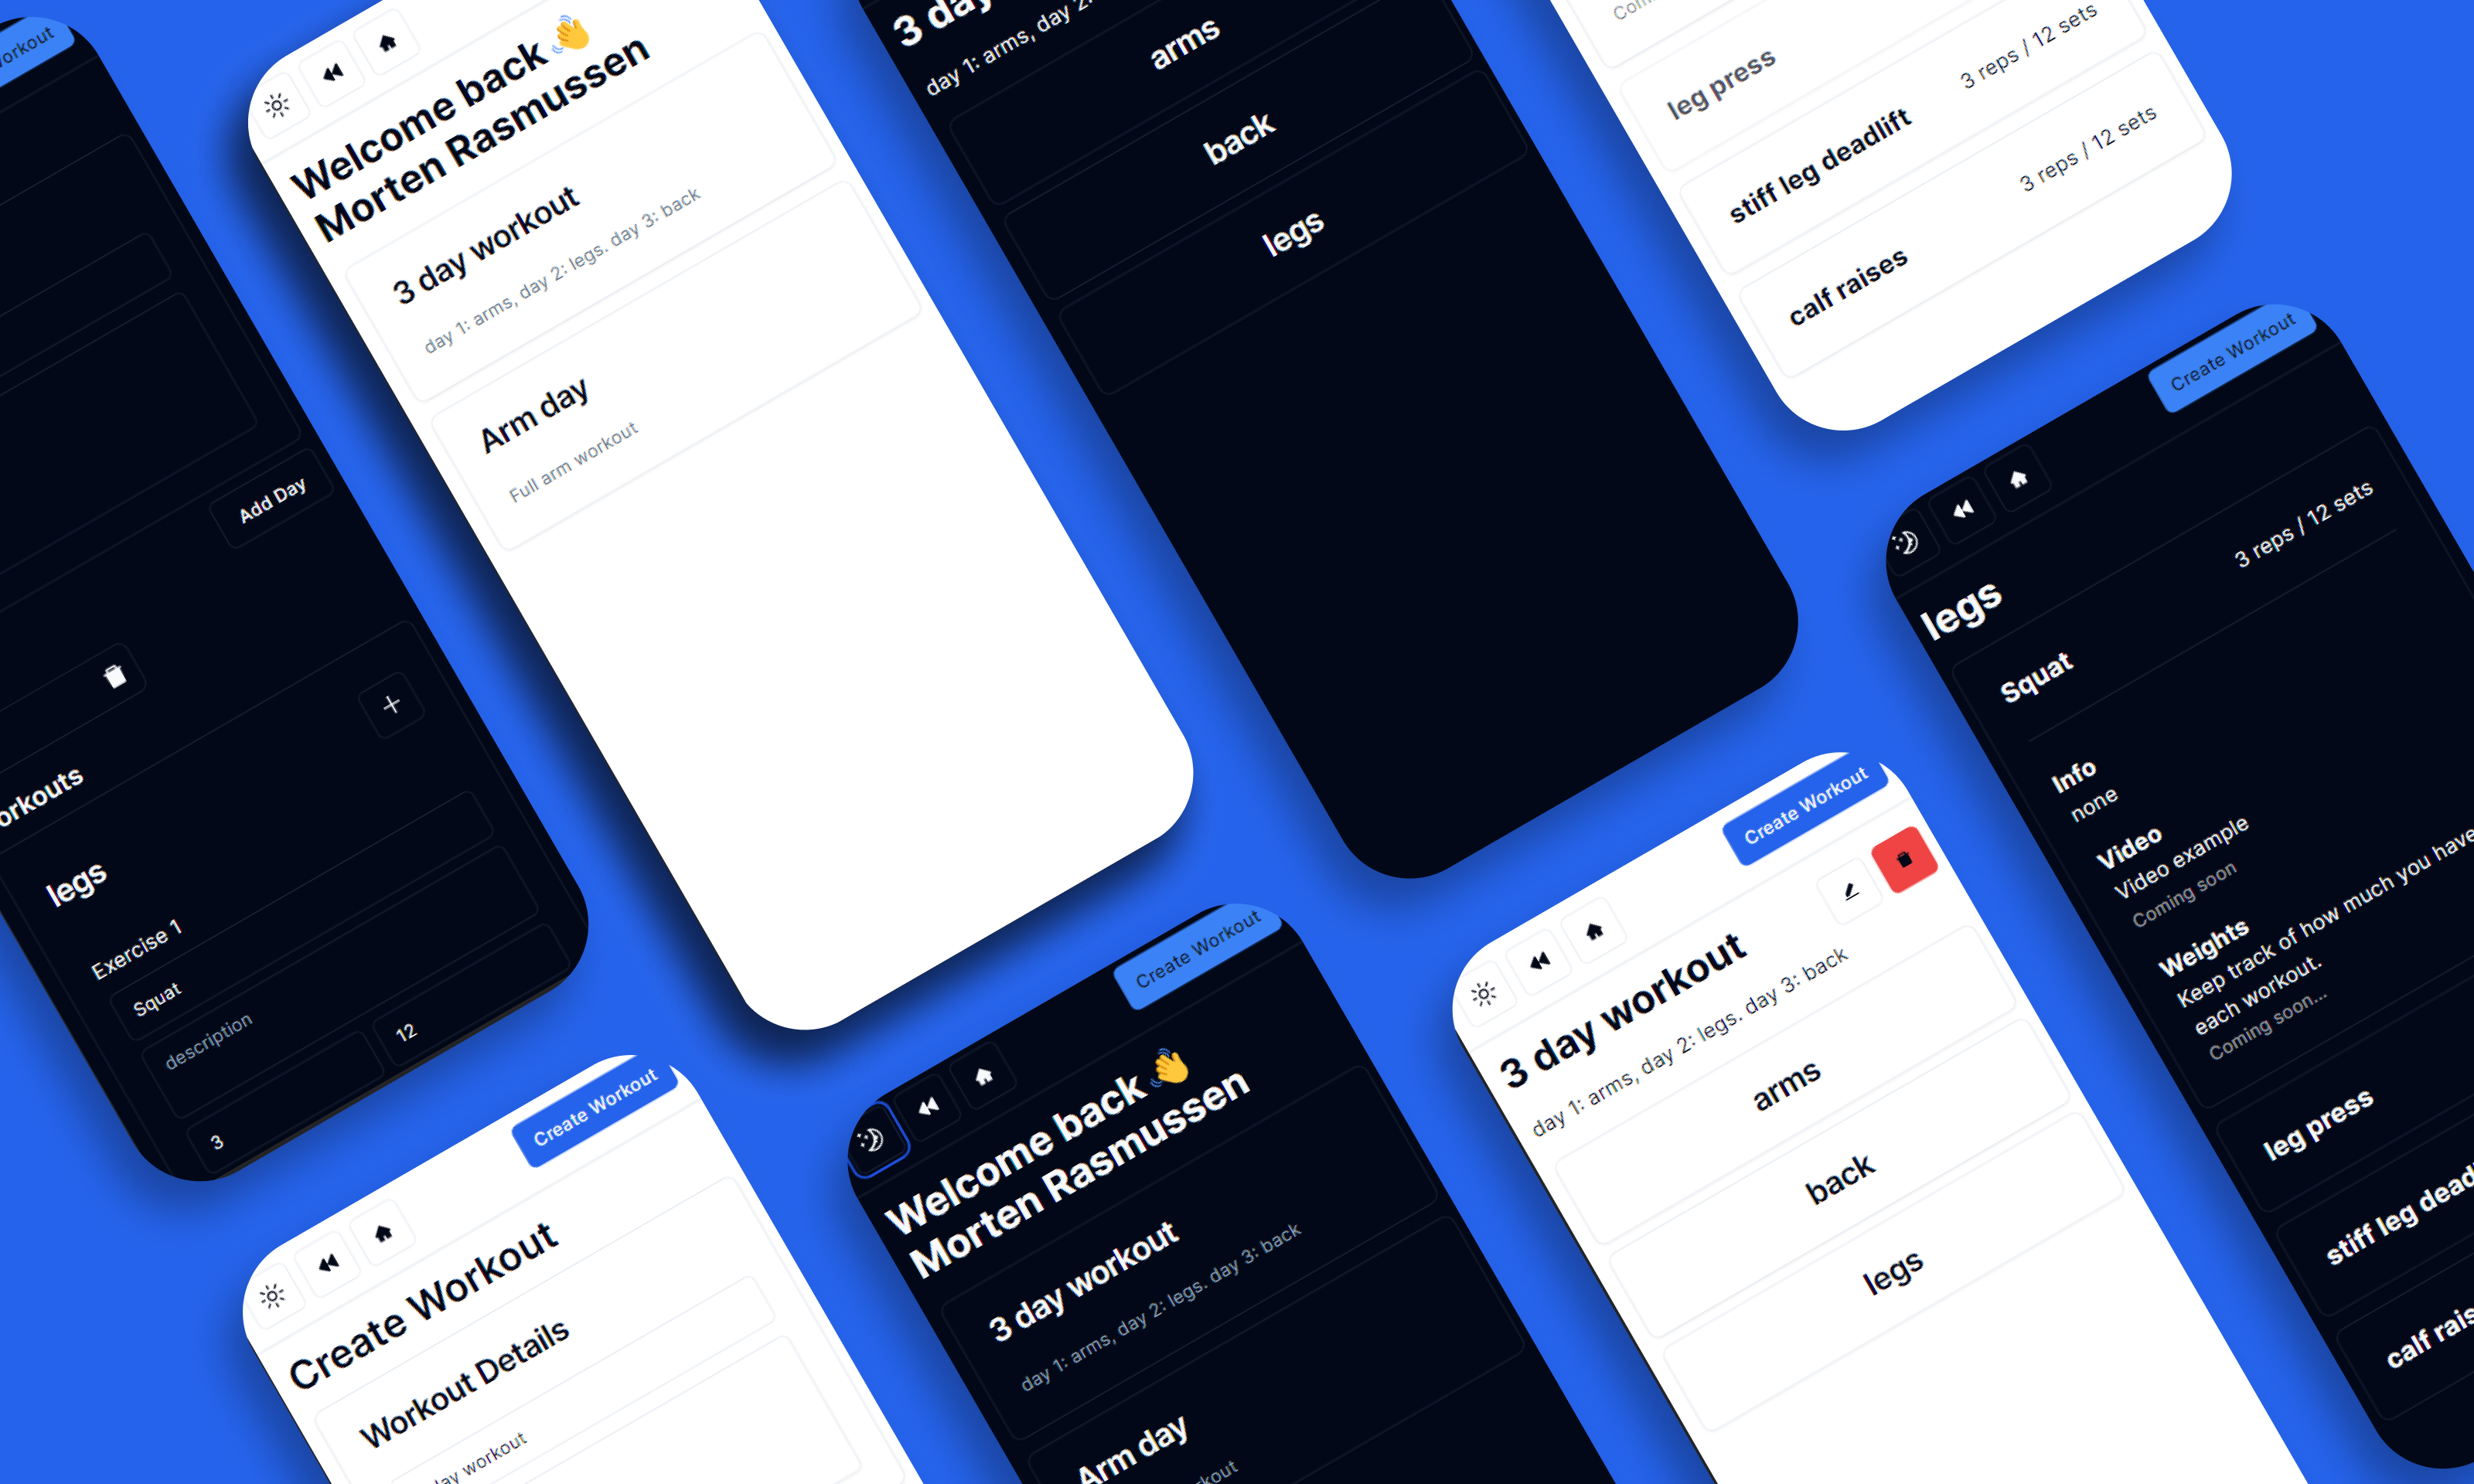 orkout
Add Day
orkouts
legs
Exercise 1
Squat
description
3
12
Welcome back 👋
Morten Rasmussen
3 day workout
day 1: arms, day 2: legs. day 3: back
Arm day
Full arm workout
Create Workout
Create Workout
Workout Details
ay workout
3 day
day 1: arms, day 2:
arms
back
legs
Create Workout
Welcome back 👋
Morten Rasmussen
3 day workout
day 1: arms, day 2: legs. day 3: back
Arm day
kout
Com
leg press
stiff leg deadlift
3 reps / 12 sets
calf raises
3 reps / 12 sets
Create Workout
3 day workout
day 1: arms, day 2: legs. day 3: back
arms
back
legs
Create Workout
legs
Squat
3 reps / 12 sets
Info
none
Video
Video example
Coming soon
Weights
Keep track of how much you have
each workout.
Coming soon...
leg press
stiff leg dead
calf rais